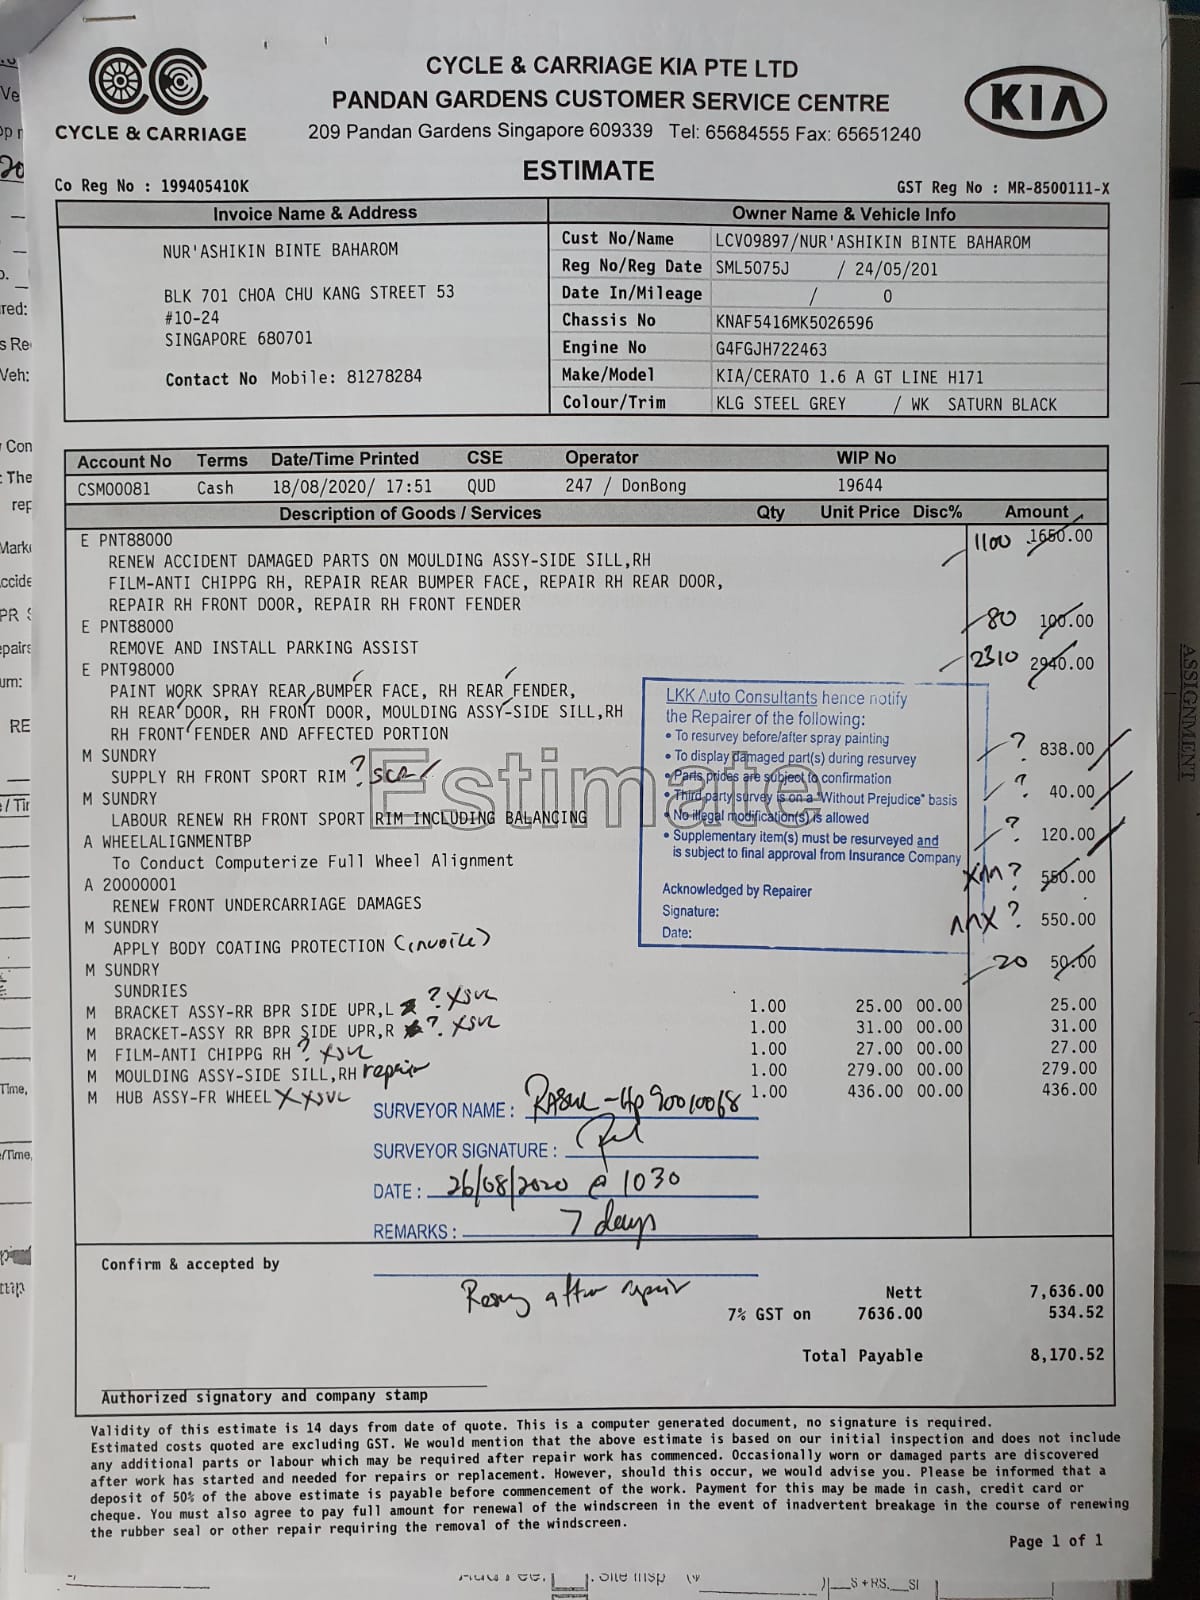 CYCLE & CARRIAGE KIA PTE LTD
PANDAN GARDENS CUSTOMER SERVICE CENTRE
CYCLE & CARRIAGE
209 Pandan Gardens Singapore 609339 Tel: 65684555 Fax: 65651240
KIA
ESTIMATE
Co Reg No : 199405410K
GST Reg No : MR-8500111-X
Invoice Name & Address
Owner Name & Vehicle Info
NUR'ASHIKIN BINTE BAHAROM
BLK 701 CHOA CHU KANG STREET 53
#10-24
SINGAPORE 680701
Contact No Mobile: 81278284
Cust No/Name LCV09897/NUR'ASHIKIN BINTE BAHAROM
Reg No/Reg Date SML5075J / 24/05/201
Date In/Mileage / 0
Chassis No KNAF5416MK5026596
Engine No G4FGJH722463
Make/Model KIA/CERATO 1.6 A GT LINE H171
Colour/Trim KLG STEEL GREY / WK SATURN BLACK
Account No Terms Date/Time Printed CSE Operator WIP No
CSM00081 Cash 18/08/2020/ 17:51 QUD 247 / DonBong 19644
Description of Goods / Services Qty Unit Price Disc% Amount
E PNT88000 1100 1650.00
RENEW ACCIDENT DAMAGED PARTS ON MOULDING ASSY-SIDE SILL,RH
FILM-ANTI CHIPPG RH, REPAIR REAR BUMPER FACE, REPAIR RH REAR DOOR,
REPAIR RH FRONT DOOR, REPAIR RH FRONT FENDER
E PNT88000 80 100.00
REMOVE AND INSTALL PARKING ASSIST
E PNT98000 2310 2940.00
PAINT WORK SPRAY REAR BUMPER FACE, RH REAR FENDER,
RH REAR DOOR, RH FRONT DOOR, MOULDING ASSY-SIDE SILL,RH
RH FRONT FENDER AND AFFECTED PORTION
M SUNDRY ? 838.00
SUPPLY RH FRONT SPORT RIM ?
M SUNDRY ? 40.00
LABOUR RENEW RH FRONT SPORT RIM INCLUDING BALANCING
A WHEELALIGNMENTBP ? 120.00
To Conduct Computerize Full Wheel Alignment
A 20000001 ? 550.00
RENEW FRONT UNDERCARRIAGE DAMAGES
M SUNDRY ? 550.00
APPLY BODY COATING PROTECTION (invoice)
M SUNDRY 20 50.00
SUNDRIES
Estimate
LKK Auto Consultants hence notify
the Repairer of the following:
• To resurvey before/after spray painting
• To display damaged part(s) during resurvey
• Parts prices are subject to confirmation
• Third party survey is on a "Without Prejudice" basis
• No illegal modification(s) is allowed
• Supplementary item(s) must be resurveyed and
is subject to final approval from Insurance Company
Acknowledged by Repairer
Signature:
Date:
M BRACKET ASSY-RR BPR SIDE UPR,L ? 1.00 25.00 00.00 25.00
M BRACKET-ASSY RR BPR SIDE UPR,R ? 1.00 31.00 00.00 31.00
M FILM-ANTI CHIPPG RH ? 1.00 27.00 00.00 27.00
M MOULDING ASSY-SIDE SILL,RH repair 1.00 279.00 00.00 279.00
M HUB ASSY-FR WHEEL 1.00 436.00 00.00 436.00
SURVEYOR NAME : RASUL - Hp 90010068
SURVEYOR SIGNATURE :
DATE : 26/08/2020 @ 1030
REMARKS : 7 days
after repair
Confirm & accepted by
Nett 7,636.00
7% GST on 7636.00 534.52
Total Payable 8,170.52
Authorized signatory and company stamp
Validity of this estimate is 14 days from date of quote. This is a computer generated document, no signature is required.
Estimated costs quoted are excluding GST. We would mention that the above estimate is based on our initial inspection and does not include
any additional parts or labour which may be required after repair work has commenced. Occasionally worn or damaged parts are discovered
after work has started and needed for repairs or replacement. However, should this occur, we would advise you. Please be informed that a
deposit of 50% of the above estimate is payable before commencement of the work. Payment for this may be made in cash, credit card or
cheque. You must also agree to pay full amount for renewal of the windscreen in the event of inadvertent breakage in the course of renewing
the rubber seal or other repair requiring the removal of the windscreen.
Page 1 of 1
ASSIGNMENT